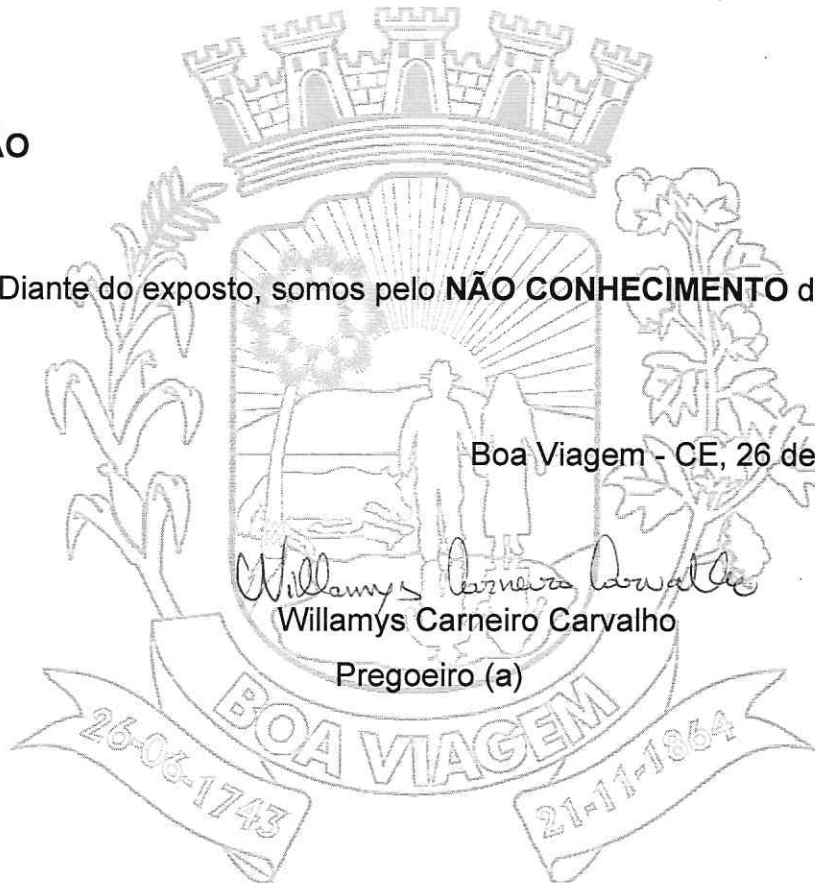 ÃO
Diante do exposto, somos pelo NÃO CONHECIMENTO d
Boa Viagem - CE, 26 de
Willamys Carneiro Carvalho
Willamys Carneiro Carvalho
Pregoeiro (a)
BOA VIAGEM
26-06-1743
21-11-1864